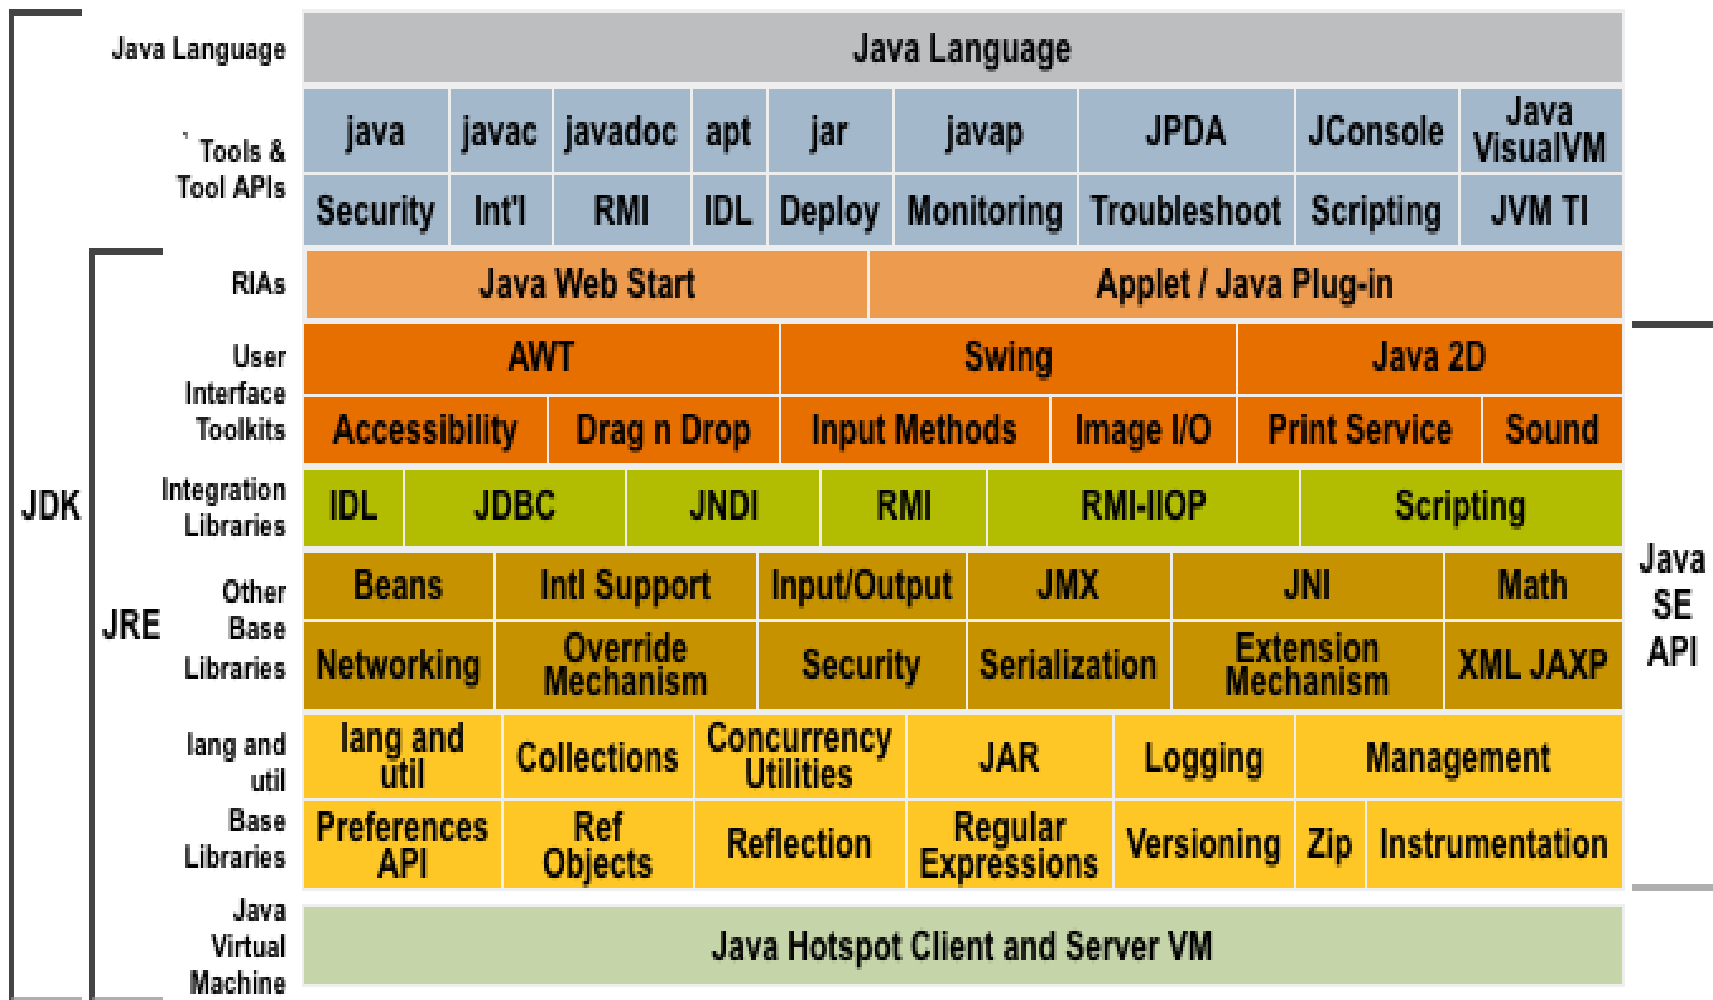 Java Language
Java Language
Tools &
Tool APIs
java javac javadoc apt jar javap JPDA JConsole Java
VisualVM
Security Int'l RMI IDL Deploy Monitoring Troubleshoot Scripting JVM TI
RIAs
Java Web Start Applet / Java Plug-in
User
Interface
Toolkits
AWT Swing Java 2D
Accessibility Drag n Drop Input Methods Image I/O Print Service Sound
JDK
Integration
Libraries
IDL JDBC JNDI RMI RMI-IIOP Scripting
JRE
Other
Base
Libraries
Beans Intl Support Input/Output JMX JNI Math
Networking Override
Mechanism Security Serialization Extension
Mechanism XML JAXP
Java
SE
API
lang and
util
Base
Libraries
lang and
util Collections Concurrency
Utilities JAR Logging Management
Preferences
API Ref
Objects Reflection Regular
Expressions Versioning Zip Instrumentation
Java
Virtual
Machine
Java Hotspot Client and Server VM